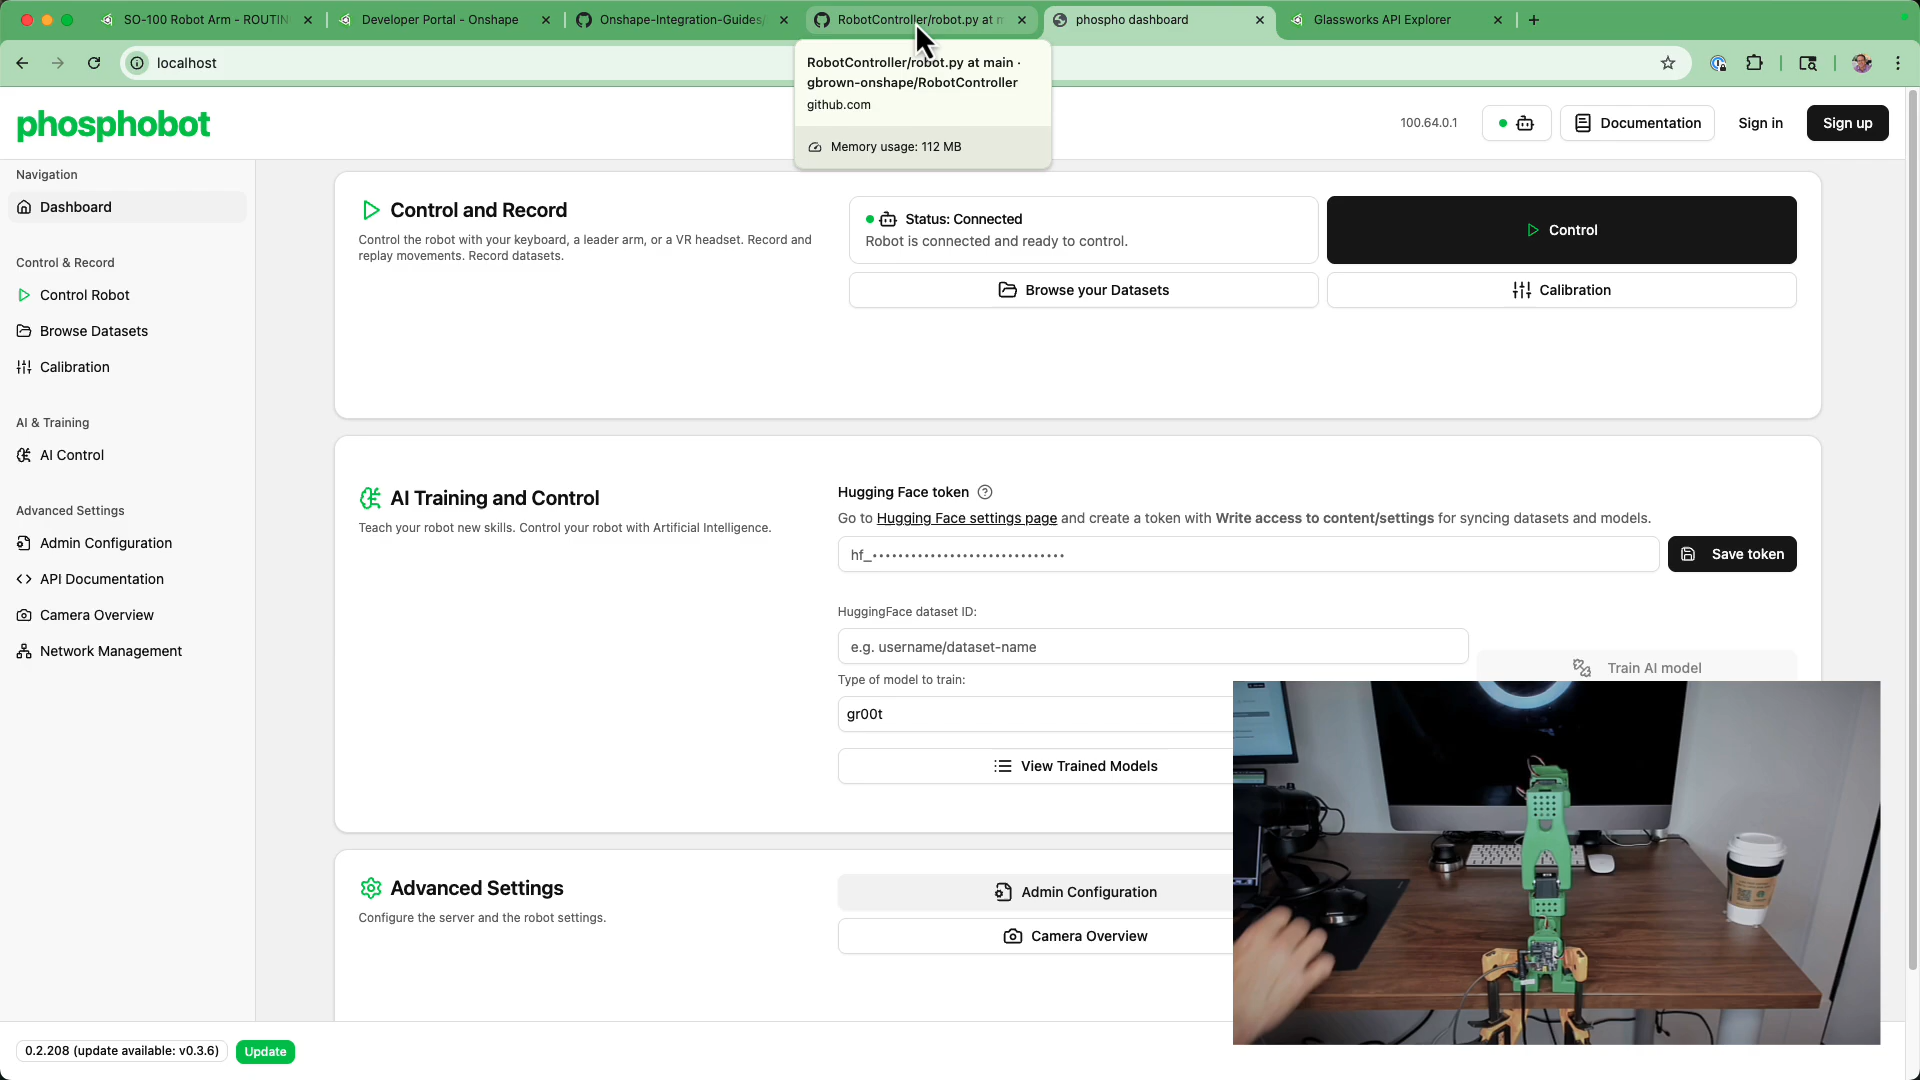 SO-100 Robot Arm - ROUTIN
Developer Portal - Onshape
Onshape-Integration-Guides/
RobotController/robot.py at m
phospho dashboard
Glassworks API Explorer
localhost
RobotController/robot.py at main ·
gbrown-onshape/RobotController
github.com
Memory usage: 112 MB
phosphobot
100.64.0.1
Documentation
Sign in
Sign up
Navigation
Dashboard
Control & Record
Control Robot
Browse Datasets
Calibration
AI & Training
AI Control
Advanced Settings
Admin Configuration
API Documentation
Camera Overview
Network Management
Control and Record
Control the robot with your keyboard, a leader arm, or a VR headset. Record and
replay movements. Record datasets.
Status: Connected
Robot is connected and ready to control.
Control
Browse your Datasets
Calibration
AI Training and Control
Teach your robot new skills. Control your robot with Artificial Intelligence.
Hugging Face token
Go to Hugging Face settings page and create a token with Write access to content/settings for syncing datasets and models.
hf_••••••••••••••••••••••••••••••
Save token
HuggingFace dataset ID:
e.g. username/dataset-name
Train AI model
Type of model to train:
gr00t
View Trained Models
Advanced Settings
Configure the server and the robot settings.
Admin Configuration
Camera Overview
0.2.208 (update available: v0.3.6)
Update